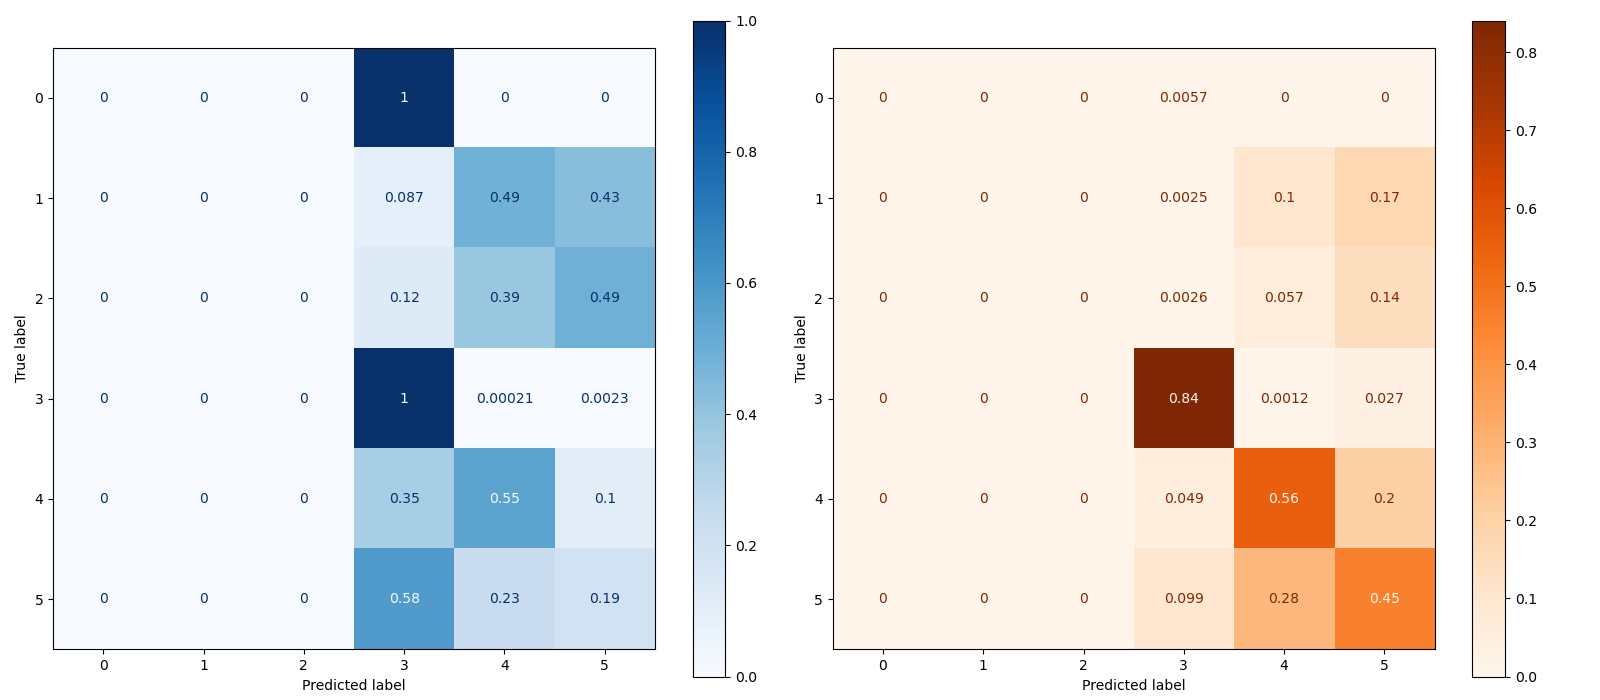 1.0
0 0 0 0 1 0 0
1 0 0 0 0.087 0.49 0.43
2 0 0 0 0.12 0.39 0.49
3 0 0 0 1 0.00021 0.0023
4 0 0 0 0.35 0.55 0.1
5 0 0 0 0.58 0.23 0.19
0 1 2 3 4 5
True label
Predicted label
0.8
0.6
0.4
0.2
0.0
0 0 0 0 0.0057 0 0
1 0 0 0 0.0025 0.1 0.17
2 0 0 0 0.0026 0.057 0.14
3 0 0 0 0.84 0.0012 0.027
4 0 0 0 0.049 0.56 0.2
5 0 0 0 0.099 0.28 0.45
0 1 2 3 4 5
True label
Predicted label
0.8
0.7
0.6
0.5
0.4
0.3
0.2
0.1
0.0